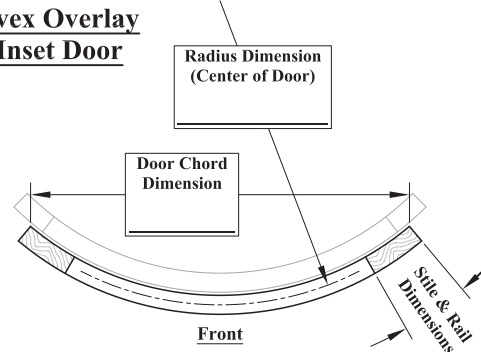 vex Overlay
Inset Door
Radius Dimension
(Center of Door)
Door Chord
Dimension
Stile & Rail
Dimensions
Front